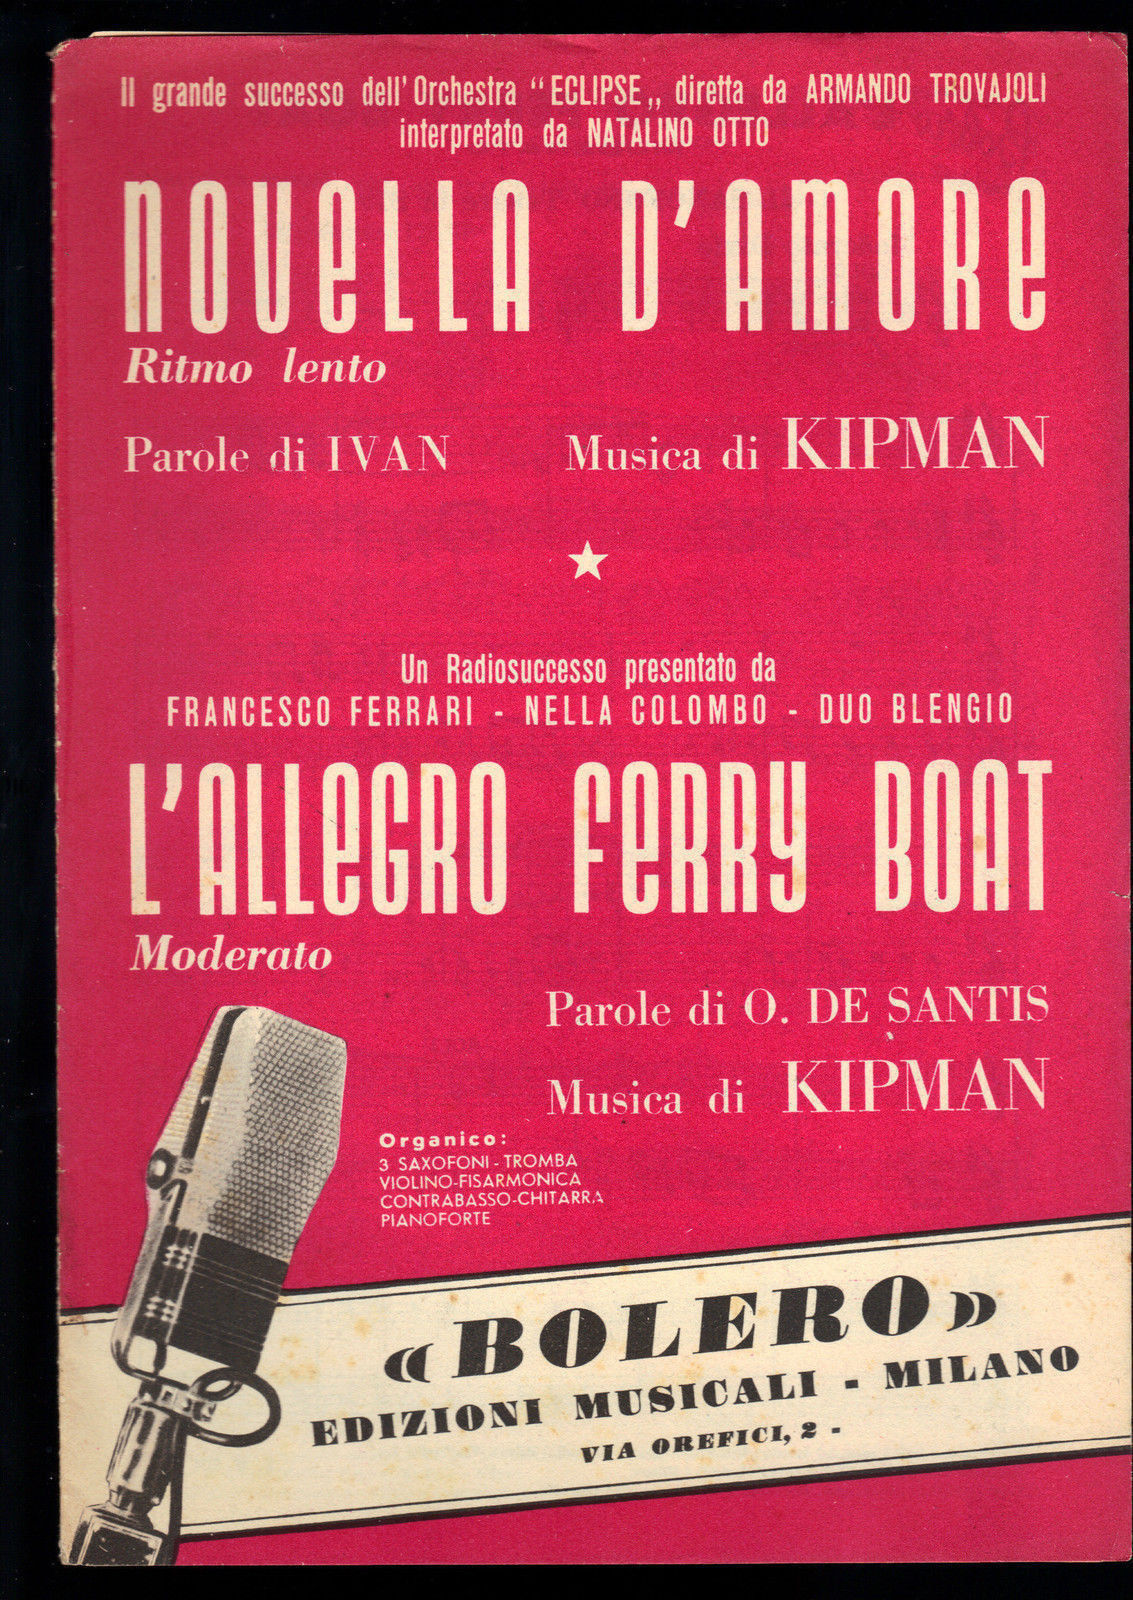 Il grande successo dell'Orchestra "ECLIPSE„ diretta da ARMANDO TROVAJOLI
interpretato da NATALINO OTTO
NOVELLA D'AMORE
Ritmo lento
Parole di IVAN Musica di KIPMAN
Un Radiosuccesso presentato da
FRANCESCO FERRARI - NELLA COLOMBO - DUO BLENGIO
L'ALLEGRO FERRY BOAT
Moderato
Parole di O. DE SANTIS
Musica di KIPMAN
Organico:
3 SAXOFONI - TROMBA
VIOLINO-FISARMONICA
CONTRABASSO-CHITARRA
PIANOFORTE
«BOLERO»
EDIZIONI MUSICALI - MILANO
VIA OREFICI, 2 -